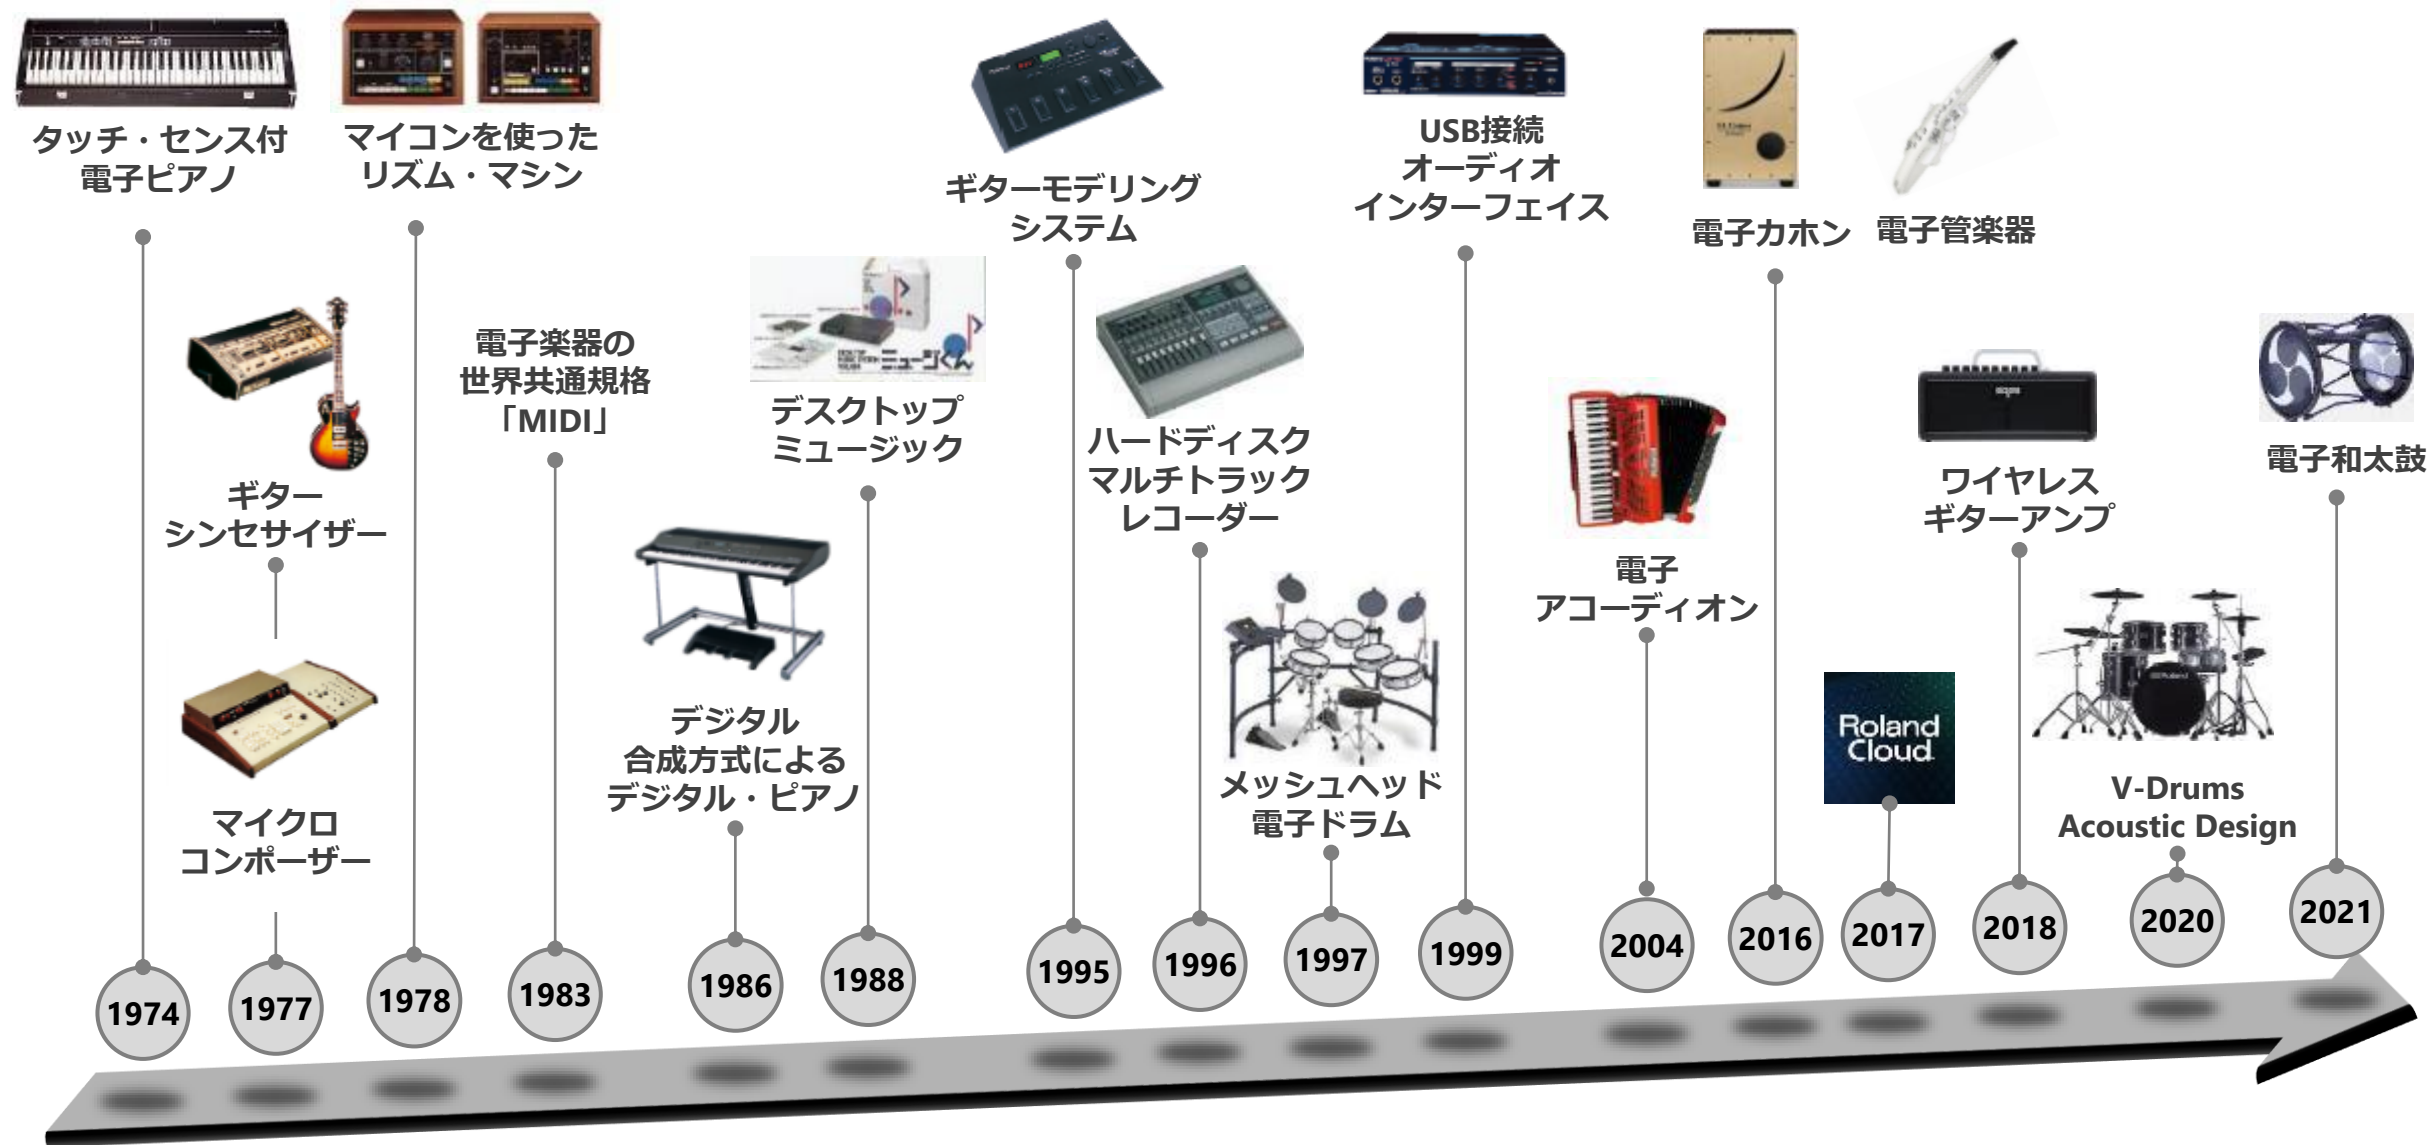 タッチ・センス付
電子ピアノ
マイコンを使った
リズム・マシン
ギターモデリング
システム
USB接続
オーディオ
インターフェイス
電子カホン
電子管楽器
ギター
シンセサイザー
電子楽器の
世界共通規格
「MIDI」
デスクトップ
ミュージック
ハードディスク
マルチトラック
レコーダー
電子
アコーディオン
ワイヤレス
ギターアンプ
電子和太鼓
マイクロ
コンポーザー
デジタル
合成方式による
デジタル・ピアノ
メッシュヘッド
電子ドラム
Roland
Cloud
Roland
V-Drums
Acoustic Design
1974
1977
1978
1983
1986
1988
1995
1996
1997
1999
2004
2016
2017
2018
2020
2021